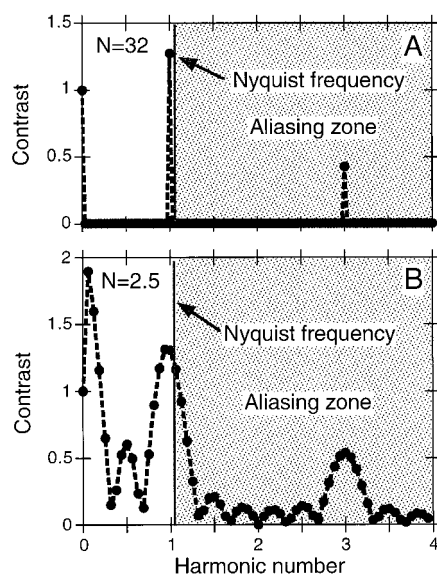 1.5
N=32
A
Nyquist frequency
1
Contrast
Aliasing zone
0.5
0
2
N=2.5
B
1.5
Nyquist frequency
Contrast
1
Aliasing zone
0.5
0
0 1 2 3 4
Harmonic number